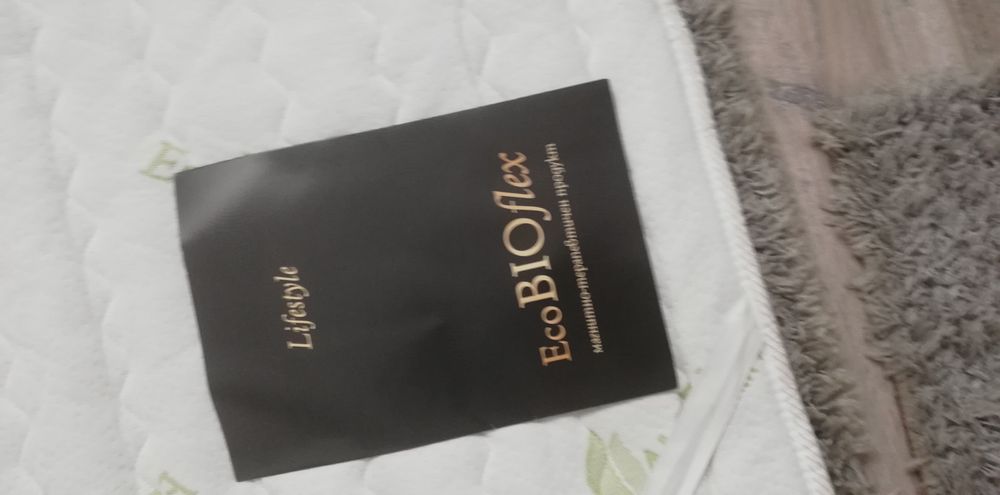 Lifestyle
EcoBIOflex
магнитно-терапевтичен продукт